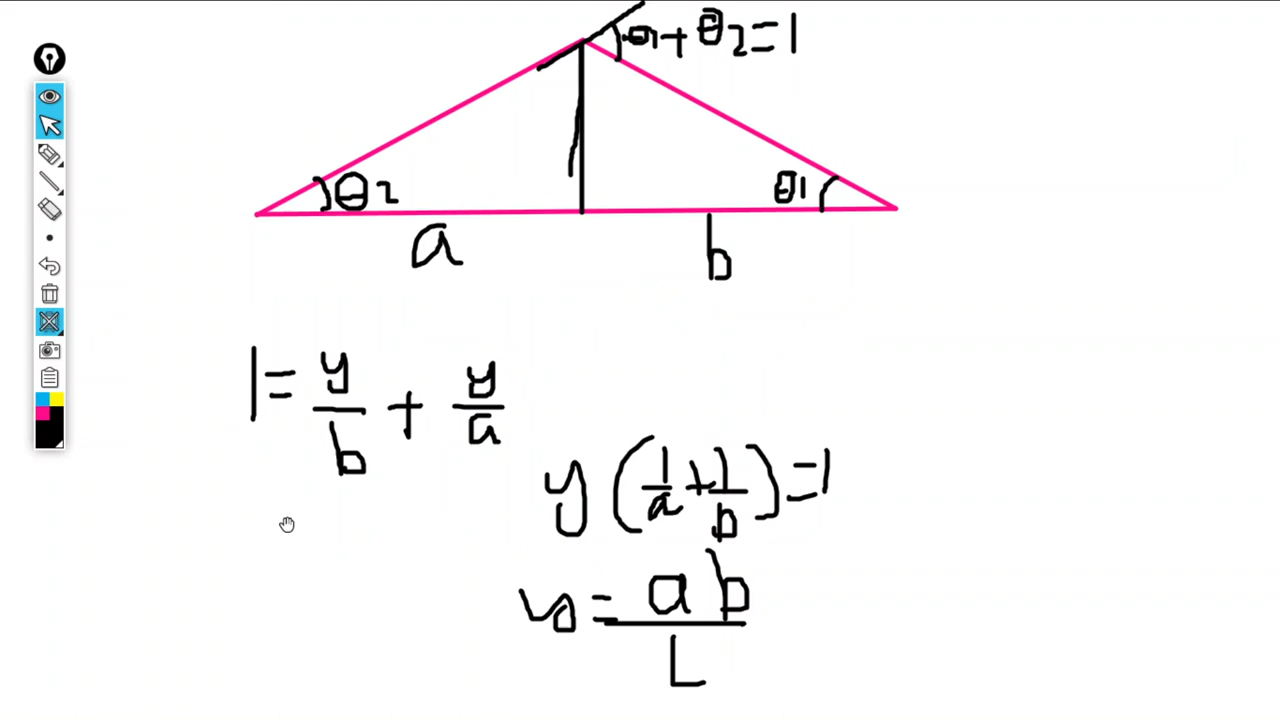 θ1+ θ2=1
θ2
θ1
a
b
1= y/b + y/a
y(1/a+1/b)=1
y= ab/L